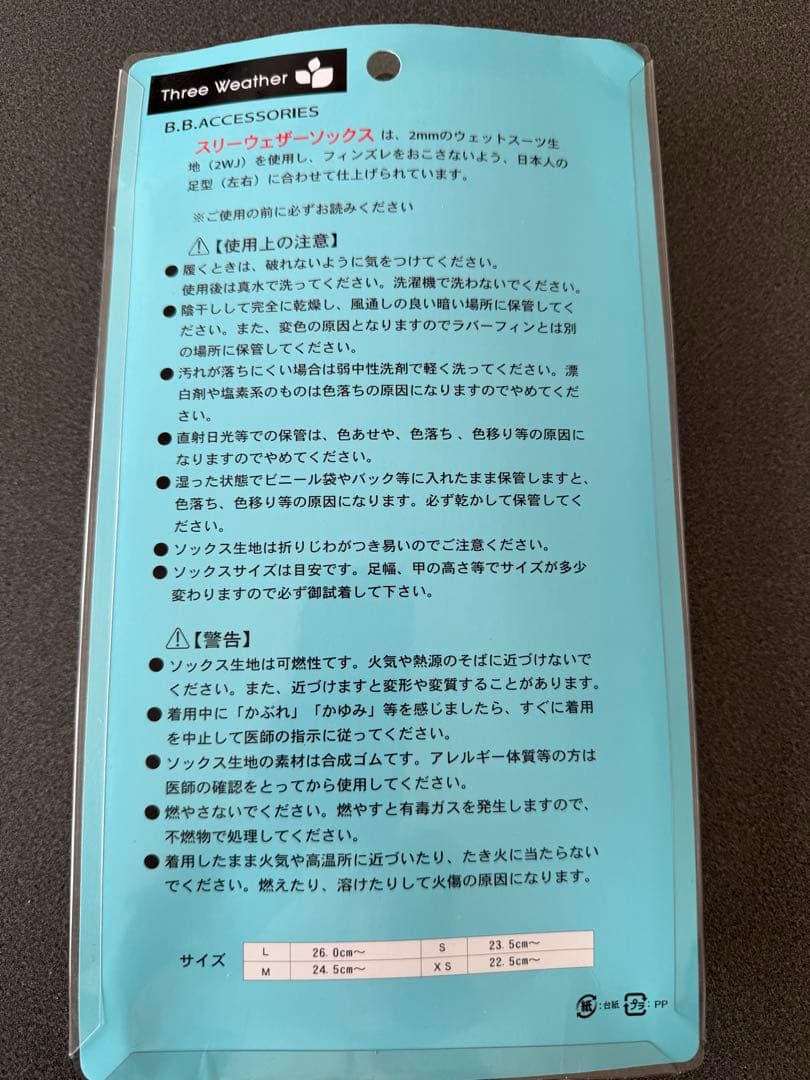 Three Weather
B.B.ACCESSORIES
スリーウェザーソックス は、2mmのウェットスーツ生
地（2WJ）を使用し、フィンズレをおこさないよう、日本人の
足型（左右）に合わせて仕上げられています。
※ご使用の前に必ずお読みください
⚠【使用上の注意】
●履くときは、破れないように気をつけてください。
使用後は真水で洗ってください。洗濯機で洗わないでください。
●陰干しして完全に乾燥し、風通しの良い暗い場所に保管してく
ださい。また、変色の原因となりますのでラバーフィンとは別
の場所に保管してください。
●汚れが落ちにくい場合は弱中性洗剤で軽く洗ってください。漂
白剤や塩素系のものは色落ちの原因になりますのでやめてくだ
さい。
●直射日光等での保管は、色あせや、色落ち 、色移り等の原因に
なりますのでやめてください。
●湿った状態でビニール袋やバック等に入れたまま保管しますと、
色落ち、色移り等の原因になります。必ず乾かして保管してく
ださい。
●ソックス生地は折りじわがつき易いのでご注意ください。
●ソックスサイズは目安です。足幅、甲の高さ等でサイズが多少
変わりますので必ず御試着して下さい。
⚠【警告】
●ソックス生地は可燃性てす。火気や熱源のそばに近づけないで
ください。また、近づけますと変形や変質することがあります。
●着用中に「かぶれ」「かゆみ」等を感じましたら、すぐに着用
を中止して医師の指示に従ってください。
●ソックス生地の素材は合成ゴムてす。アレルギー体質等の方は
医師の確認をとってから使用してください。
●燃やさないでください。燃やすと有毒ガスを発生しますので、
不燃物で処理してください。
●着用したまま火気や高温所に近づいたり、たき火に当たらない
でください。燃えたり、溶けたりして火傷の原因になります。
サイズ
L 26.0cm～ S 23.5cm～
M 24.5cm～ XS 22.5cm～
紙:台紙 プラ:PP